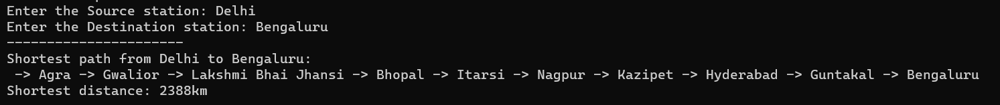 Enter the Source station: Delhi
Enter the Destination station: Bengaluru
----------------------
Shortest path from Delhi to Bengaluru:
 -> Agra -> Gwalior -> Lakshmi Bhai Jhansi -> Bhopal -> Itarsi -> Nagpur -> Kazipet -> Hyderabad -> Guntakal -> Bengaluru
Shortest distance: 2388km